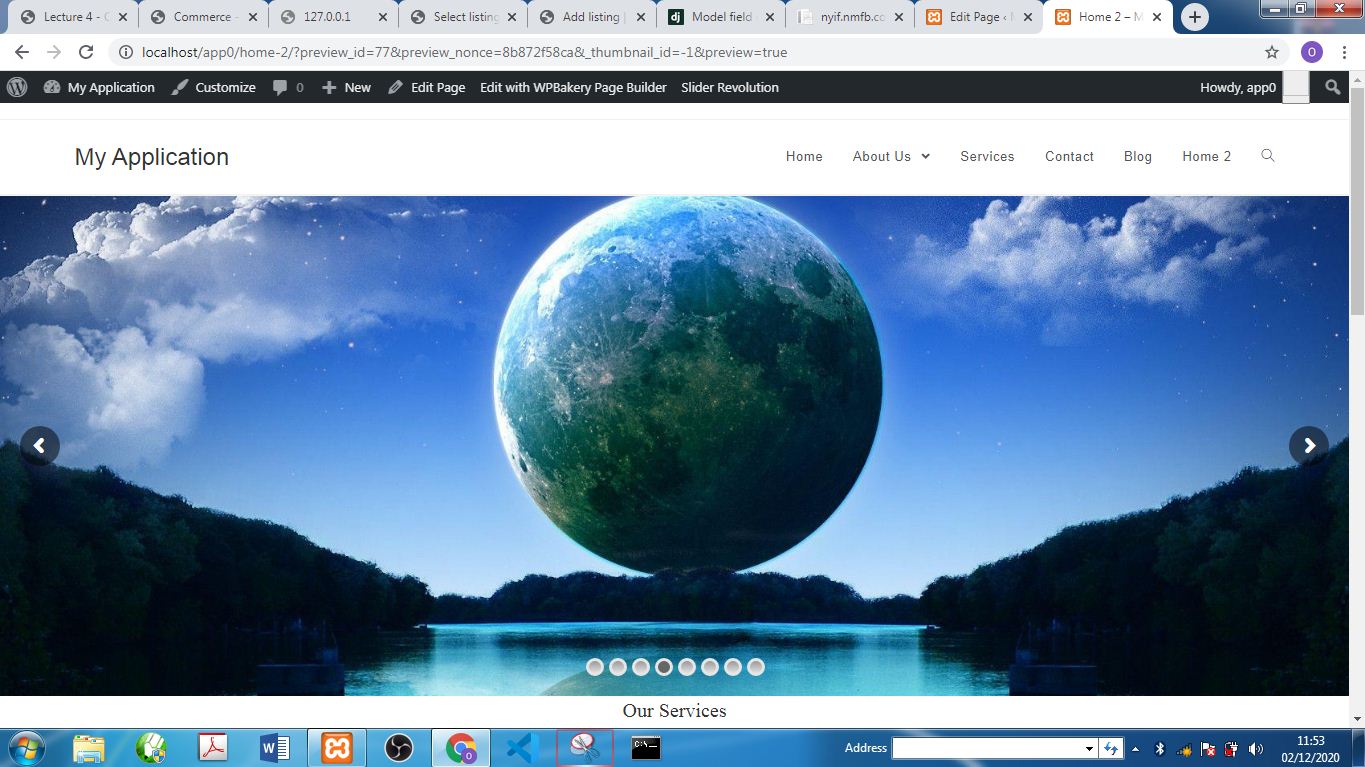 Lecture 4 - C
Commerce -
127.0.0.1
Select listing
Add listing |
Model field
nyif.nmfb.co
Edit Page ‹ M
Home 2 – M
localhost/app0/home-2/?preview_id=77&preview_nonce=8b872f58ca&_thumbnail_id=-1&preview=true
O
My Application
Customize
0
New
Edit Page
Edit with WPBakery Page Builder
Slider Revolution
Howdy, app0
My Application
Home
About Us
Services
Contact
Blog
Home 2
Our Services
Address
11:53
02/12/2020